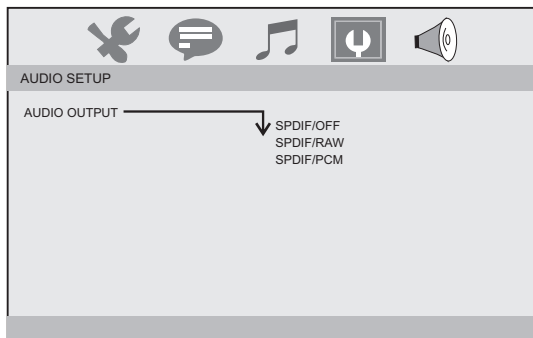 AUDIO SETUP
AUDIO OUTPUT
SPDIF/OFF
SPDIF/RAW
SPDIF/PCM